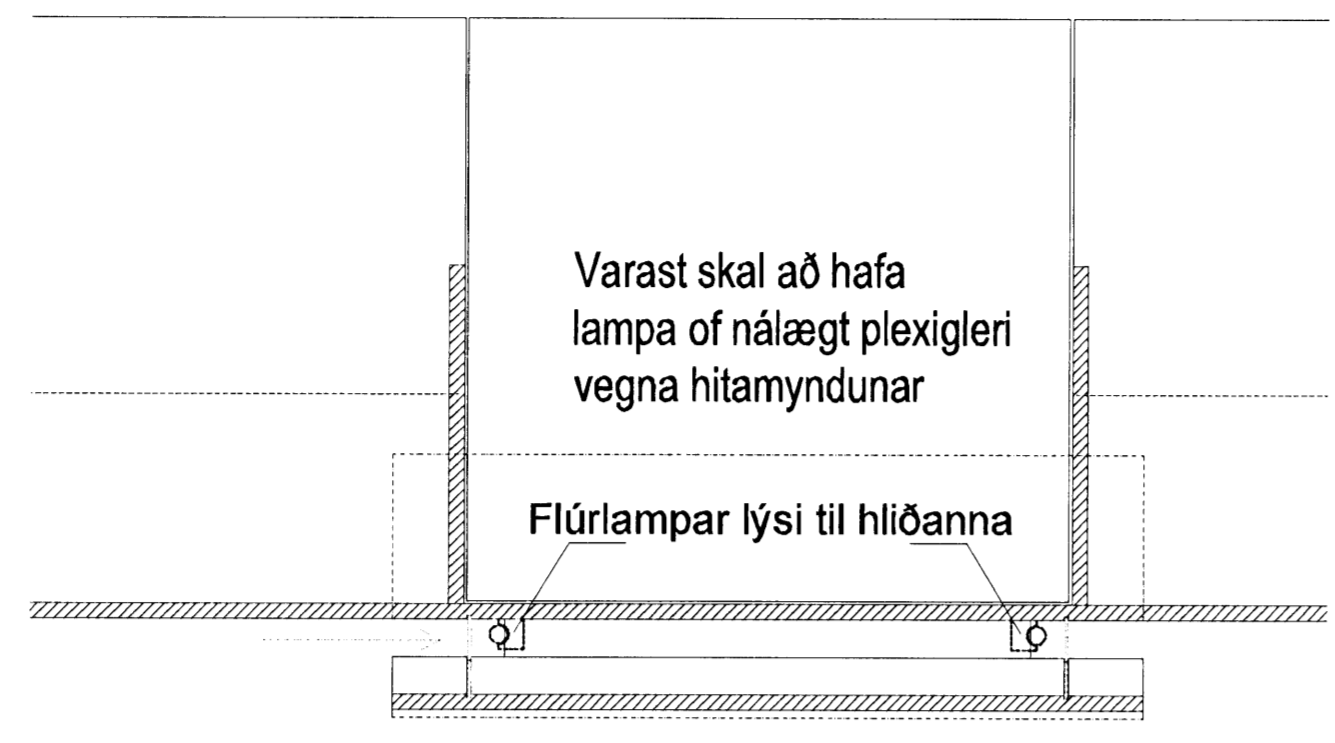 Varast skal að hafa
lampa of nálægt plexigleri
vegna hitamyndunar
Flúrlampar lýsi til hliðanna